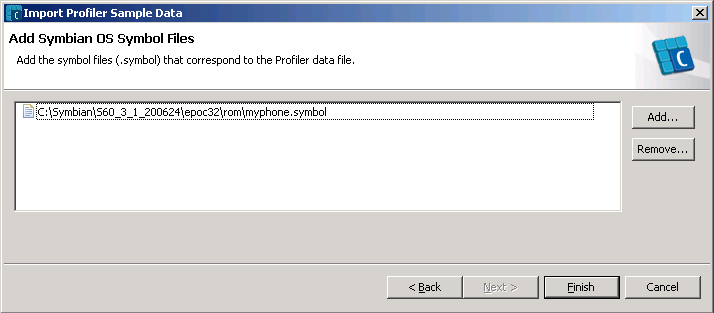 Import Profiler Sample Data
Add Symbian OS Symbol Files
Add the symbol files (.symbol) that correspond to the Profiler data file.
C
C:\Symbian\S60_3_1_200624\epoc32\rom\myphone.symbol
Add...
Remove...
< Back
Next >
Finish
Cancel